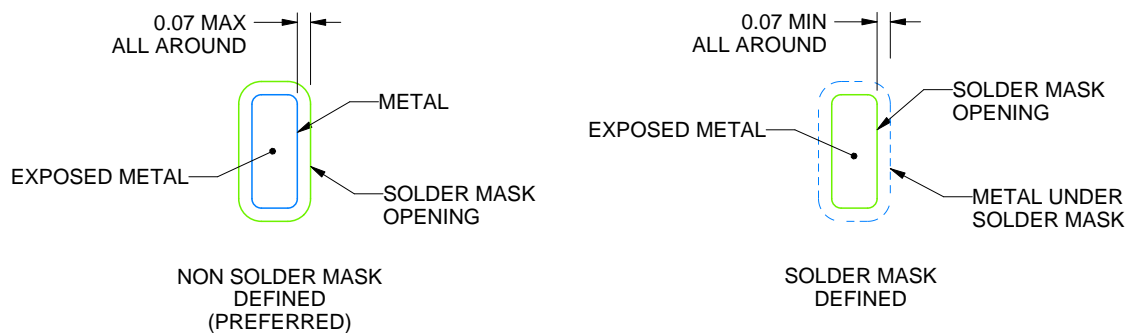 0.07 MAX
ALL AROUND
METAL
EXPOSED METAL
SOLDER MASK
OPENING
NON SOLDER MASK
DEFINED
(PREFERRED)
0.07 MIN
ALL AROUND
SOLDER MASK
OPENING
EXPOSED METAL
METAL UNDER
SOLDER MASK
SOLDER MASK
DEFINED